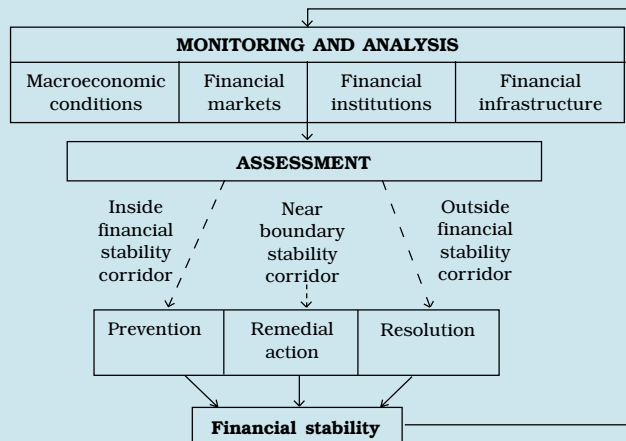 MONITORING AND ANALYSIS
Macroeconomic
conditions
Financial
markets
Financial
institutions
Financial
infrastructure
ASSESSMENT
Inside
financial
stability
corridor
Near
boundary
stability
corridor
Outside
financial
stability
corridor
Prevention
Remedial
action
Resolution
Financial stability